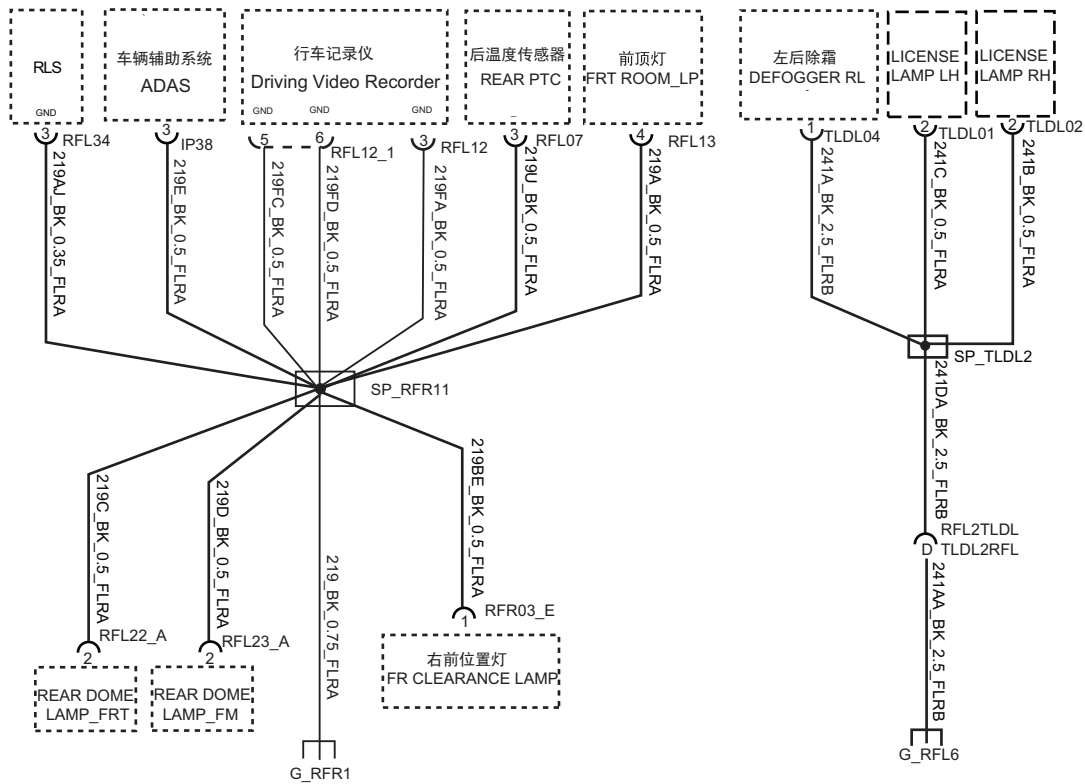 RLS
GND
3
RFL34
219AJ_BK_0.35_FLRA
车辆辅助系统
ADAS
3
IP38
219E_BK_0.5_FLRA
行车记录仪
Driving Video Recorder
GND
GND
GND
5
6
RFL12_1
3
RFL12
219FC_BK_0.5_FLRA
219FD_BK_0.5_FLRA
219FA_BK_0.5_FLRA
后温度传感器
REAR PTC
3
RFL07
219U_BK_0.5_FLRA
前顶灯
FRT ROOM_LP
4
RFL13
219A_BK_0.5_FLRA
SP_RFR11
219C_BK_0.5_FLRA
RFL22_A
2
REAR DOME
LAMP_FRT
219D_BK_0.5_FLRA
RFL23_A
2
REAR DOME
LAMP_FM
219_BK_0.75_FLRA
G_RFR1
219BE_BK_0.5_FLRA
RFR03_E
1
右前位置灯
FR CLEARANCE LAMP
左后除霜
DEFOGGER RL
1
TLDL04
241A_BK_2.5_FLRB
LICENSE
LAMP LH
2
TLDL01
241C_BK_0.5_FLRA
LICENSE
LAMP RH
2
TLDL02
241B_BK_0.5_FLRA
SP_TLDL2
241DA_BK_2.5_FLRB
RFL2TLDL
D
TLDL2RFL
241AA_BK_2.5_FLRB
G_RFL6